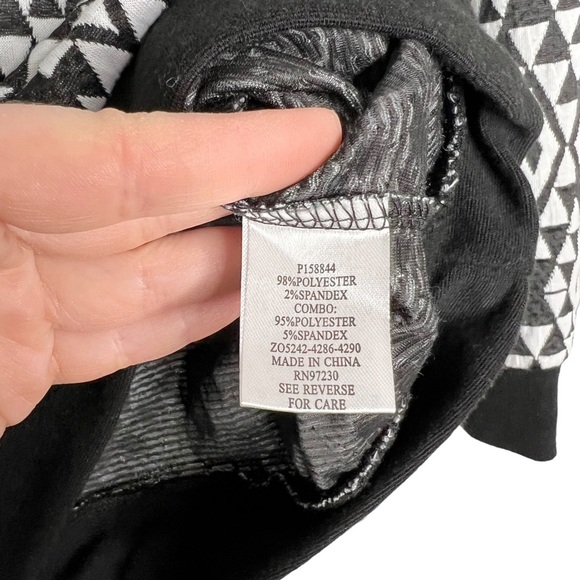 P158844
98%POLYESTER
2%SPANDEX
COMBO:
95%POLYESTER
5%SPANDEX
ZO5242-4286-4290
MADE IN CHINA
RN97230
SEE REVERSE
FOR CARE